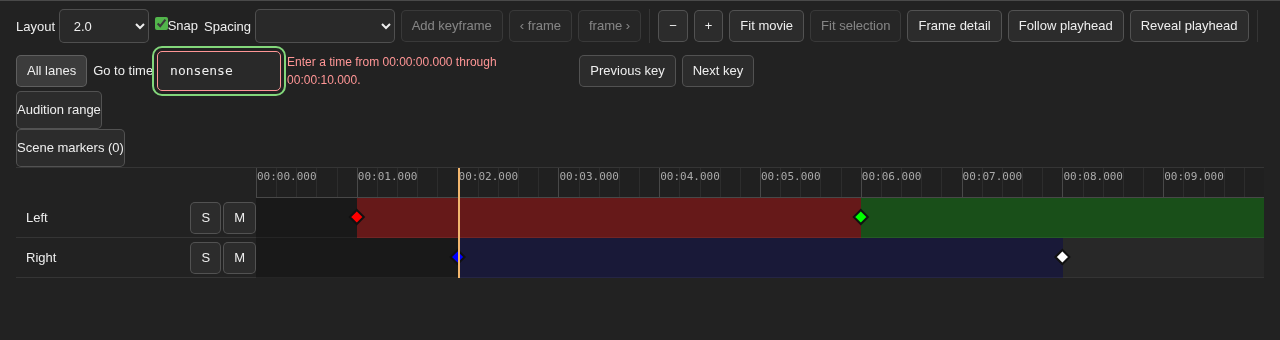 Layout 2.0 Snap Spacing Add keyframe ‹ frame frame › − + Fit movie Fit selection Frame detail Follow playhead Reveal playhead
All lanes Go to time nonsense Enter a time from 00:00:00.000 through
00:00:10.000. Previous key Next key
Audition range
Scene markers (0)
00:00.000 00:01.000 00:02.000 00:03.000 00:04.000 00:05.000 00:06.000 00:07.000 00:08.000 00:09.000
Left S M
Right S M